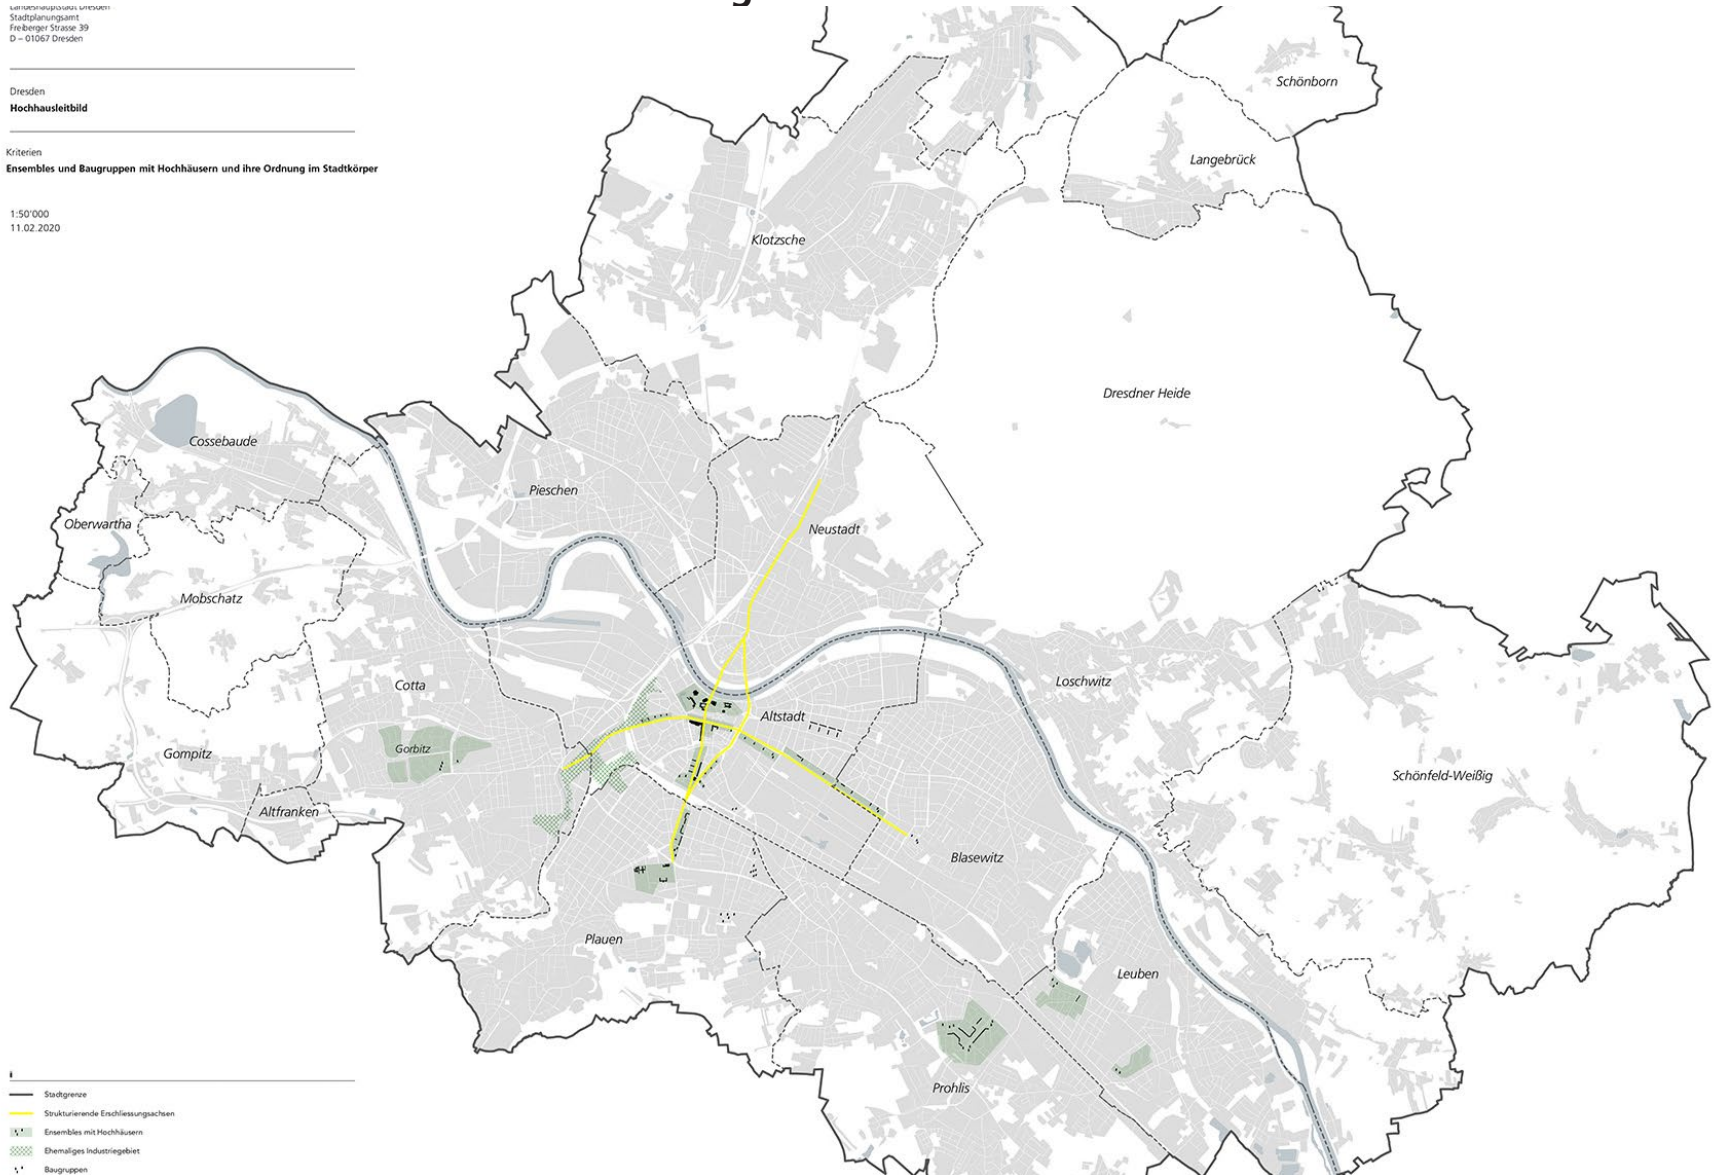 Landeshauptstadt Dresden
Stadtplanungsamt
Freiberger Strasse 39
D – 01067 Dresden
Dresden
Hochhausleitbild
Kriterien
Ensembles und Baugruppen mit Hochhäusern und ihre Ordnung im Stadtkörper
1:50'000
11.02.2020
Schönborn
Langebrück
Klotzsche
Dresdner Heide
Cossebaude
Pieschen
Oberwartha
Neustadt
Mobschatz
Loschwitz
Cotta
Altstadt
Gorbitz
Gompitz
Schönfeld-Weißig
Altfranken
Blasewitz
Plauen
Leuben
Prohlis
Stadtgrenze
Strukturierende Erschliessungsachsen
Ensembles mit Hochhäusern
Ehemaliges Industriegebiet
Baugruppen